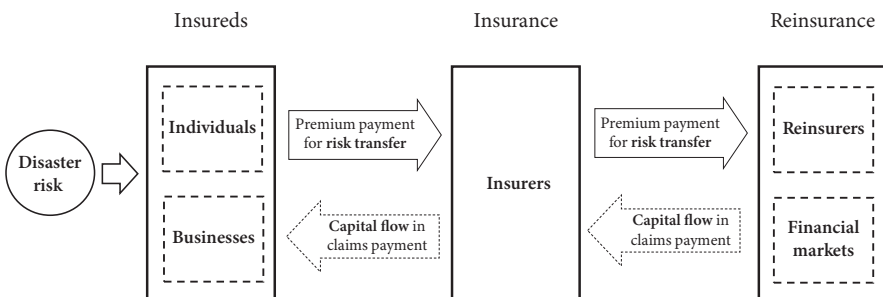 Insureds
Insurance
Reinsurance
Disaster
risk
Individuals
Businesses
Premium payment
for risk transfer
Capital flow in
claims payment
Insurers
Premium payment
for risk transfer
Capital flow in
claims payment
Reinsurers
Financial
markets